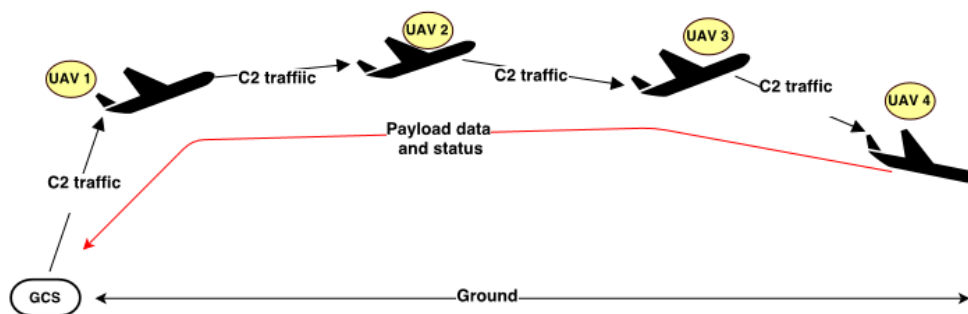 UAV 1
UAV 2
UAV 3
UAV 4
C2 traffiic
C2 traffic
C2 traffic
C2 traffic
Payload data
and status
GCS
Ground